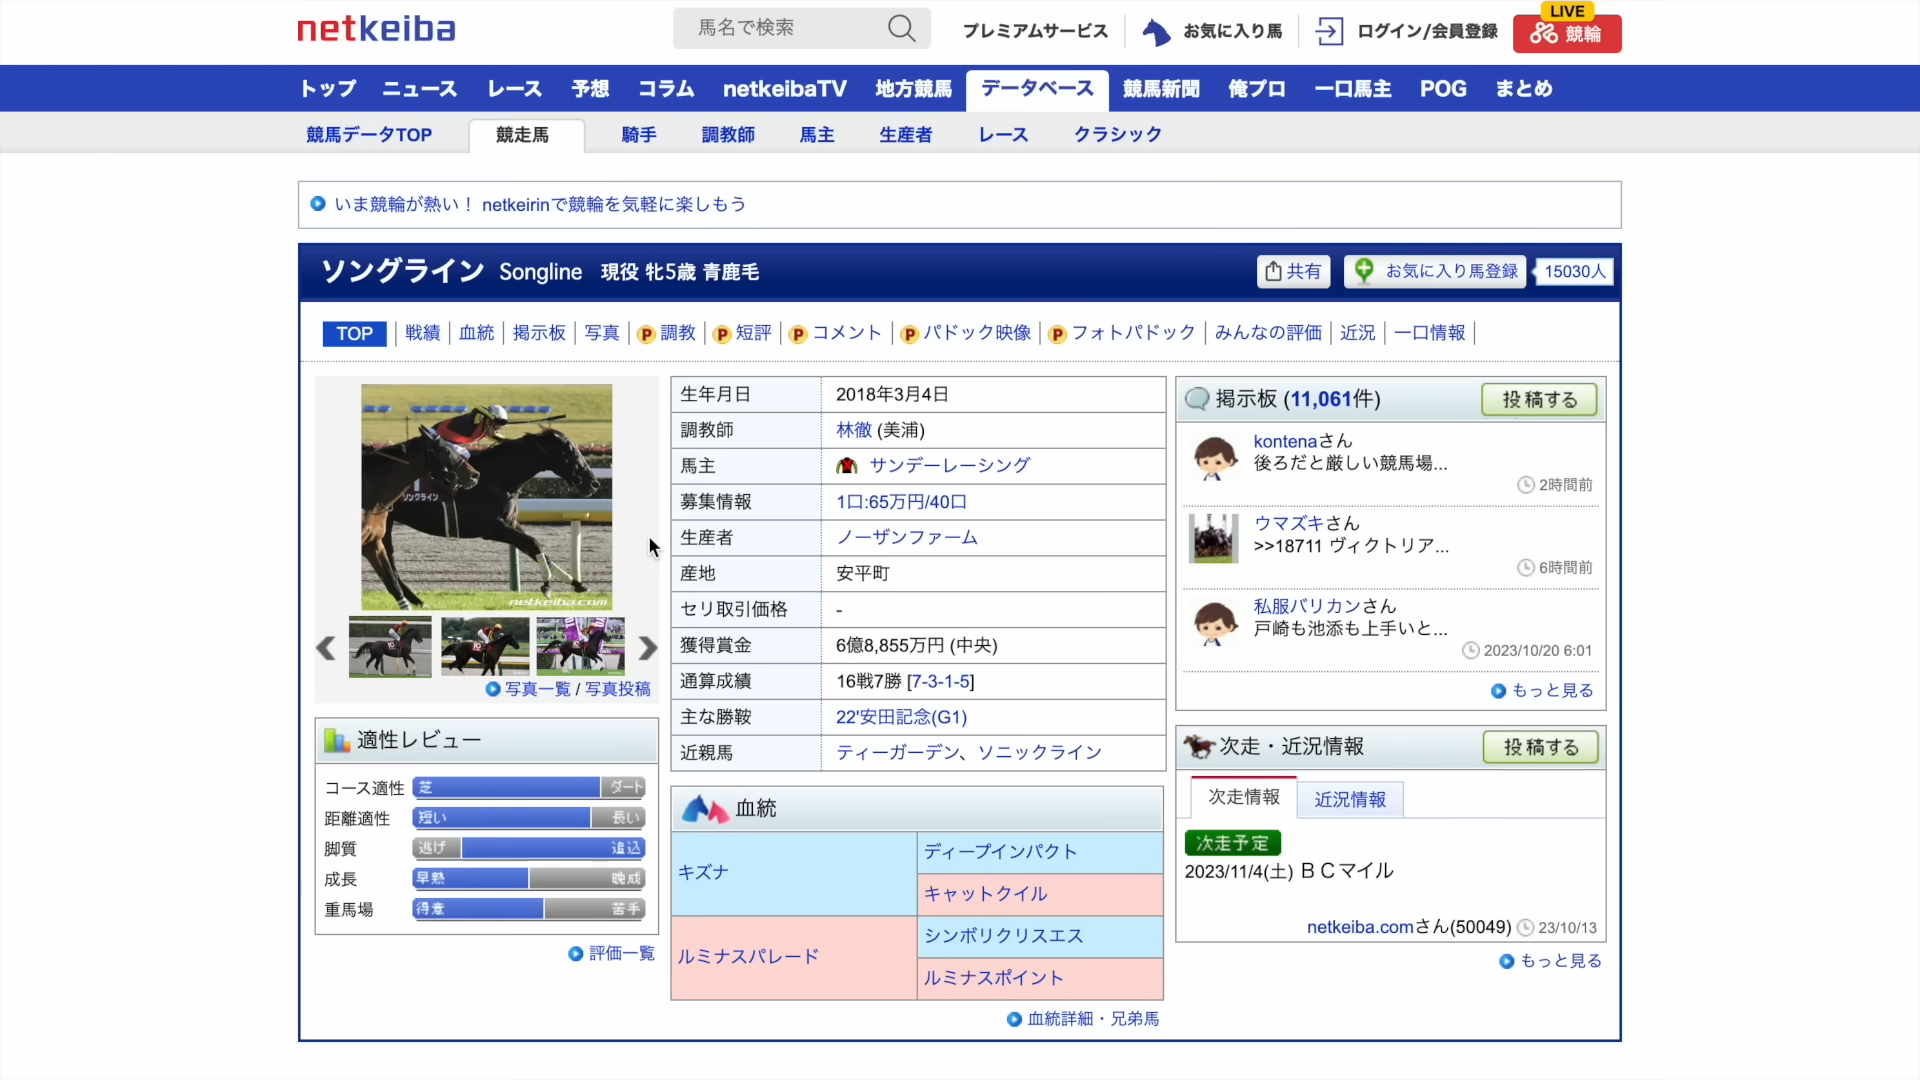 netkeiba
馬名で検索
プレミアムサービス
お気に入り馬
ログイン/会員登録
LIVE
競輪
トップ ニュース レース 予想 コラム netkeibaTV 地方競馬 データベース 競馬新聞 俺プロ 一口馬主 POG まとめ
競馬データTOP 競走馬 騎手 調教師 馬主 生産者 レース クラシック
いま競輪が熱い! netkeirinで競輪を気軽に楽しもう
ソングライン Songline 現役 牝5歳 青鹿毛
共有
お気に入り馬登録
15030人
TOP 戦績 血統 掲示板 写真 P 調教 P 短評 P コメント P パドック映像 P フォトパドック みんなの評価 近況 一口情報
ソングライン
netkeiba.com
写真一覧 / 写真投稿
適性レビュー
コース適性 芝 ダート
距離適性 短い 長い
脚質 逃げ 追込
成長 早熟 晩成
重馬場 得意 苦手
評価一覧
生年月日 2018年3月4日
調教師 林徹 (美浦)
馬主 サンデーレーシング
募集情報 1口:65万円/40口
生産者 ノーザンファーム
産地 安平町
セリ取引価格 -
獲得賞金 6億8,855万円 (中央)
通算成績 16戦7勝 [7-3-1-5]
主な勝鞍 22'安田記念(G1)
近親馬 ティーガーデン、ソニックライン
血統
キズナ
ディープインパクト
キャットクイル
ルミナスパレード
シンボリクリスエス
ルミナスポイント
血統詳細・兄弟馬
掲示板 (11,061件)
投稿する
kontenaさん
後ろだと厳しい競馬場...
2時間前
ウマズキさん
>>18711 ヴィクトリア...
6時間前
私服バリカンさん
戸崎も池添も上手いと...
2023/10/20 6:01
もっと見る
次走・近況情報
投稿する
次走情報 近況情報
次走予定
2023/11/4(土) ＢＣマイル
netkeiba.comさん(50049) 23/10/13
もっと見る